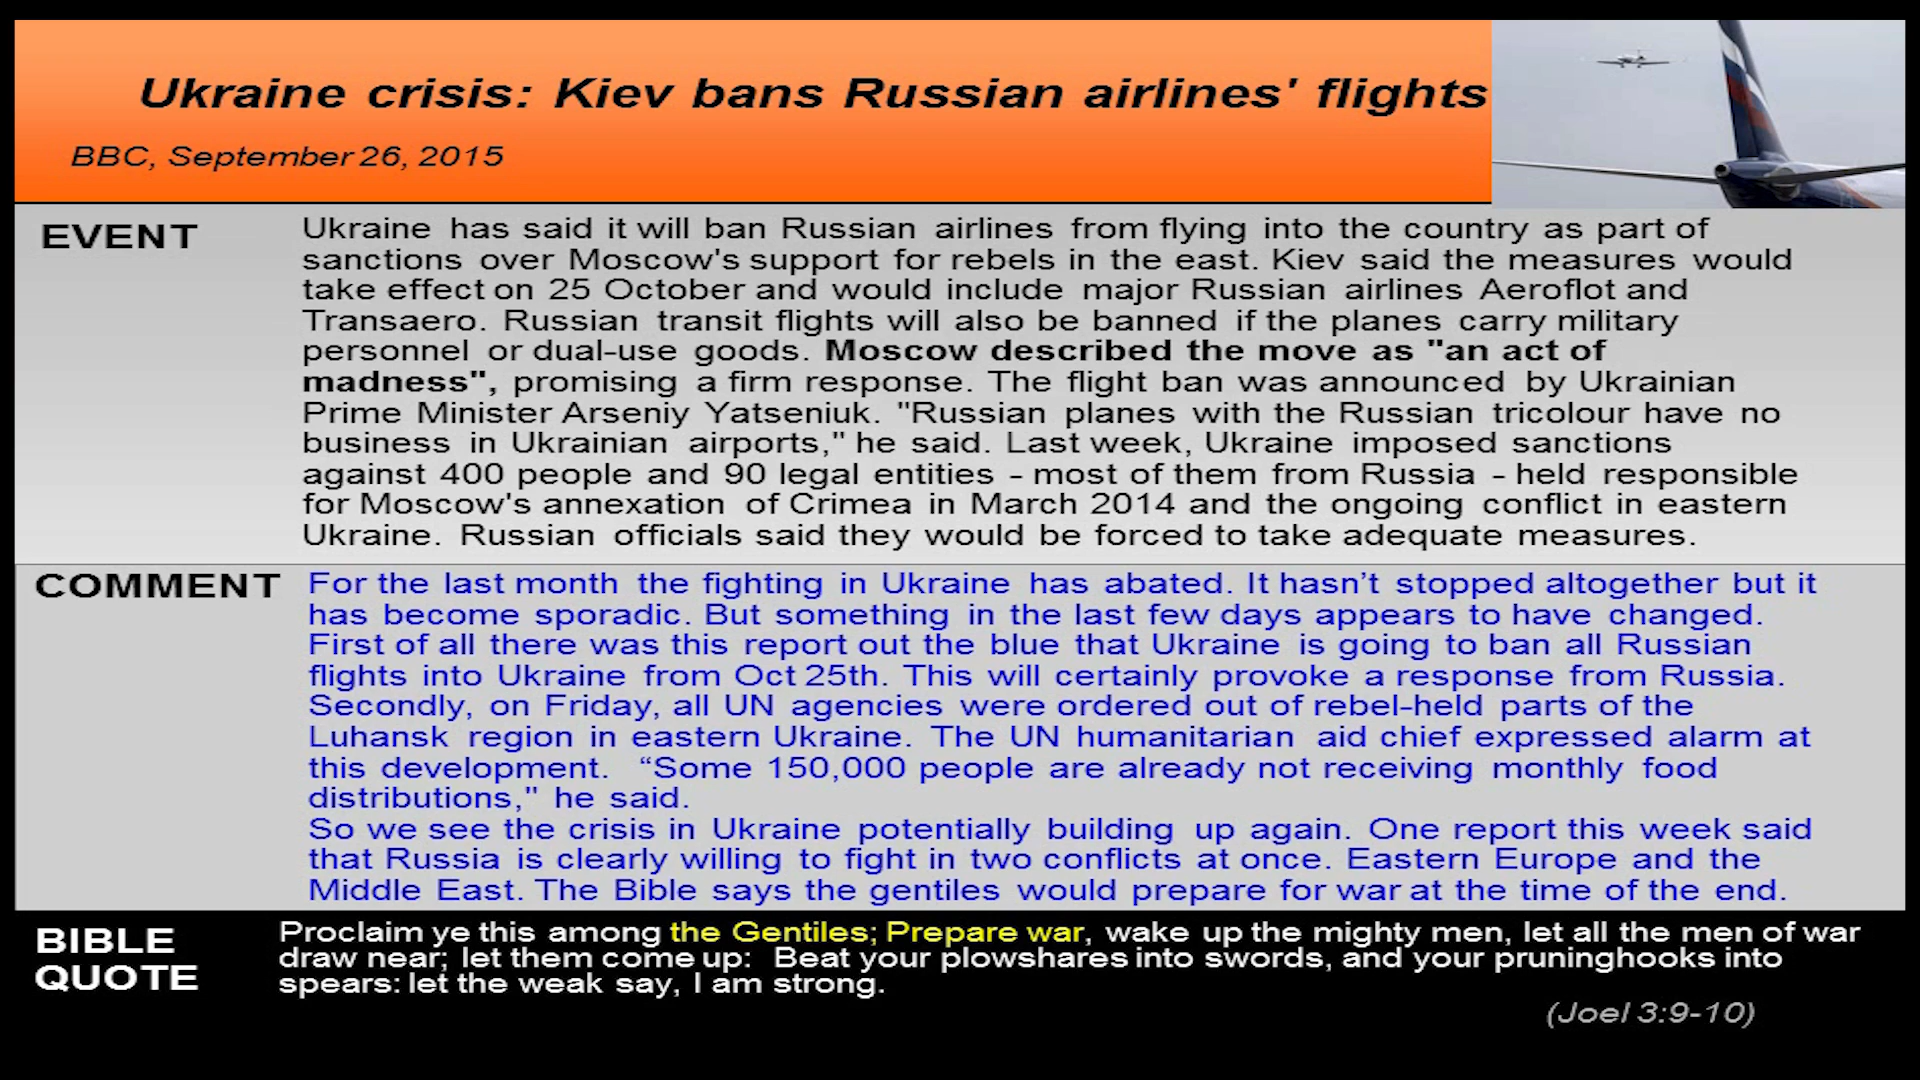 Ukraine crisis: Kiev bans Russian airlines' flights
BBC, September 26, 2015
EVENT
Ukraine has said it will ban Russian airlines from flying into the country as part of
sanctions over Moscow's support for rebels in the east. Kiev said the measures would
take effect on 25 October and would include major Russian airlines Aeroflot and
Transaero. Russian transit flights will also be banned if the planes carry military
personnel or dual-use goods. Moscow described the move as "an act of
madness", promising a firm response. The flight ban was announced by Ukrainian
Prime Minister Arseniy Yatseniuk. "Russian planes with the Russian tricolour have no
business in Ukrainian airports," he said. Last week, Ukraine imposed sanctions
against 400 people and 90 legal entities - most of them from Russia - held responsible
for Moscow's annexation of Crimea in March 2014 and the ongoing conflict in eastern
Ukraine. Russian officials said they would be forced to take adequate measures.
COMMENT
For the last month the fighting in Ukraine has abated. It hasn’t stopped altogether but it
has become sporadic. But something in the last few days appears to have changed.
First of all there was this report out the blue that Ukraine is going to ban all Russian
flights into Ukraine from Oct 25th. This will certainly provoke a response from Russia.
Secondly, on Friday, all UN agencies were ordered out of rebel-held parts of the
Luhansk region in eastern Ukraine. The UN humanitarian aid chief expressed alarm at
this development. “Some 150,000 people are already not receiving monthly food
distributions," he said.
So we see the crisis in Ukraine potentially building up again. One report this week said
that Russia is clearly willing to fight in two conflicts at once. Eastern Europe and the
Middle East. The Bible says the gentiles would prepare for war at the time of the end.
BIBLE
QUOTE
Proclaim ye this among the Gentiles; Prepare war, wake up the mighty men, let all the men of war
draw near; let them come up: Beat your plowshares into swords, and your pruninghooks into
spears: let the weak say, I am strong.
(Joel 3:9-10)